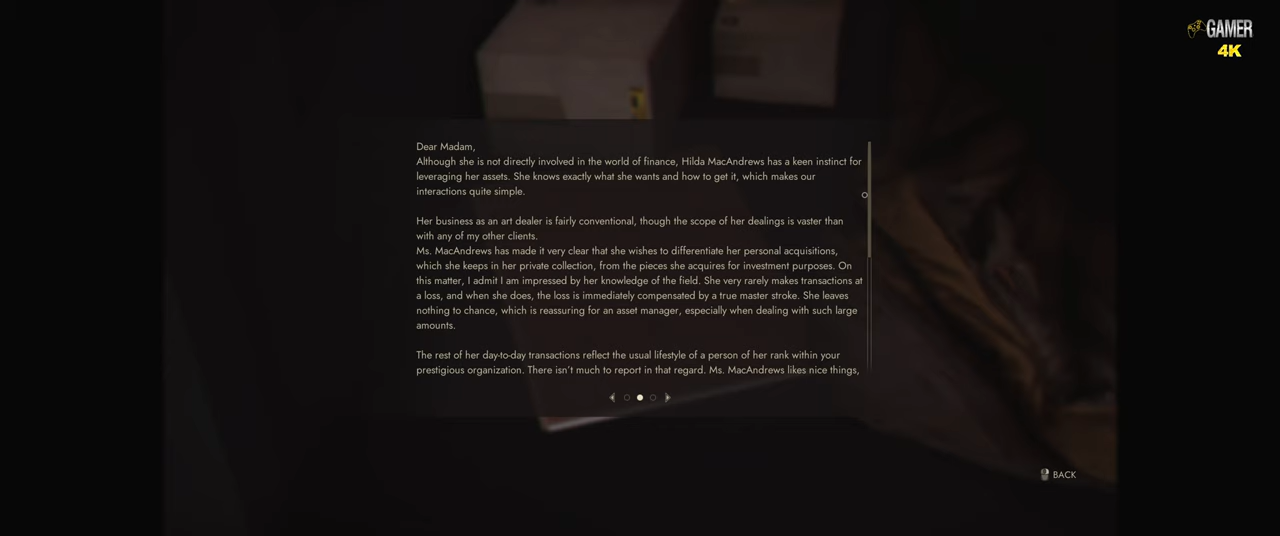 GAMER
4K
Dear Madam,
Although she is not directly involved in the world of finance, Hilda MacAndrews has a keen instinct for
leveraging her assets. She knows exactly what she wants and how to get it, which makes our
interactions quite simple.
Her business as an art dealer is fairly conventional, though the scope of her dealings is vaster than
with any of my other clients.
Ms. MacAndrews has made it very clear that she wishes to differentiate her personal acquisitions,
which she keeps in her private collection, from the pieces she acquires for investment purposes. On
this matter, I admit I am impressed by her knowledge of the field. She very rarely makes transactions at
a loss, and when she does, the loss is immediately compensated by a true master stroke. She leaves
nothing to chance, which is reassuring for an asset manager, especially when dealing with such large
amounts.
The rest of her day-to-day transactions reflect the usual lifestyle of a person of her rank within your
prestigious organization. There isn't much to report in that regard. Ms. MacAndrews likes nice things,
BACK